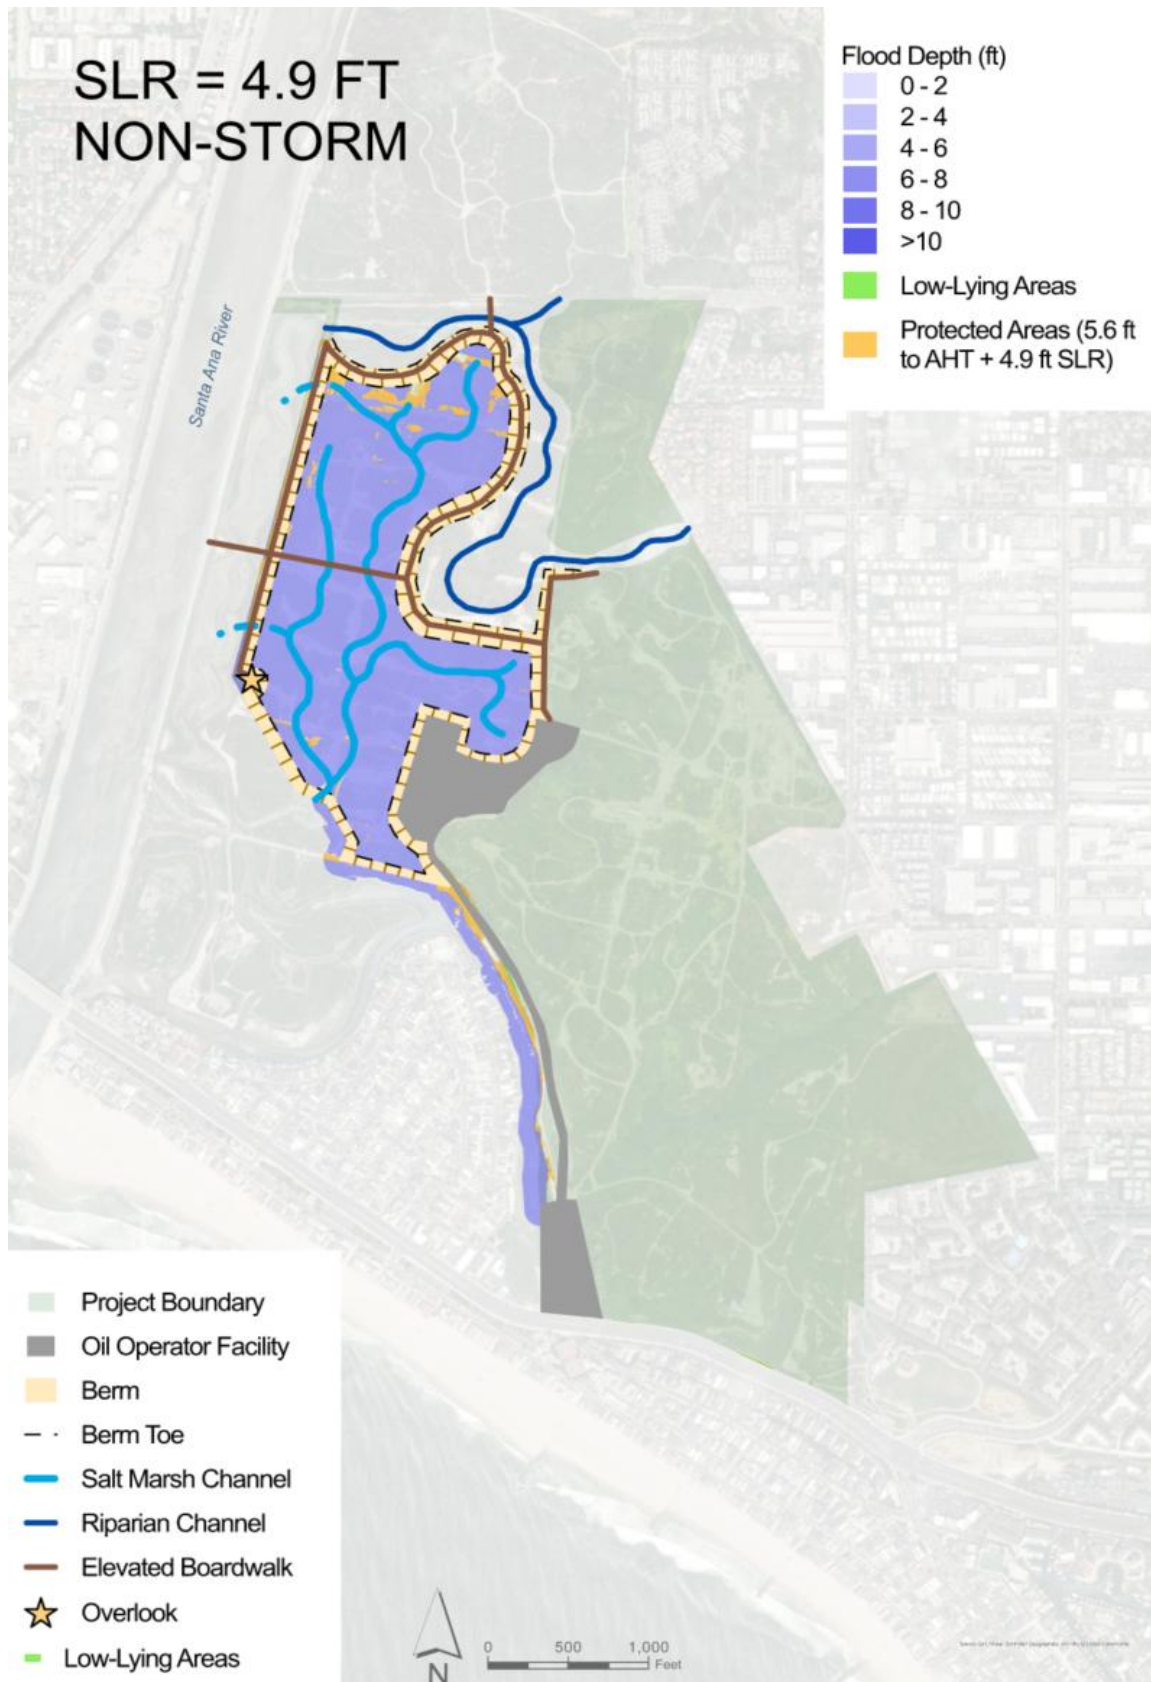 SLR = 4.9 FT
NON-STORM
Flood Depth (ft)
0 - 2
2 - 4
4 - 6
6 - 8
8 - 10
>10
Low-Lying Areas
Protected Areas (5.6 ft
to AHT + 4.9 ft SLR)
Santa Ana River
Project Boundary
Oil Operator Facility
Berm
Berm Toe
Salt Marsh Channel
Riparian Channel
Elevated Boardwalk
Overlook
Low-Lying Areas
N
0 500 1,000
Feet